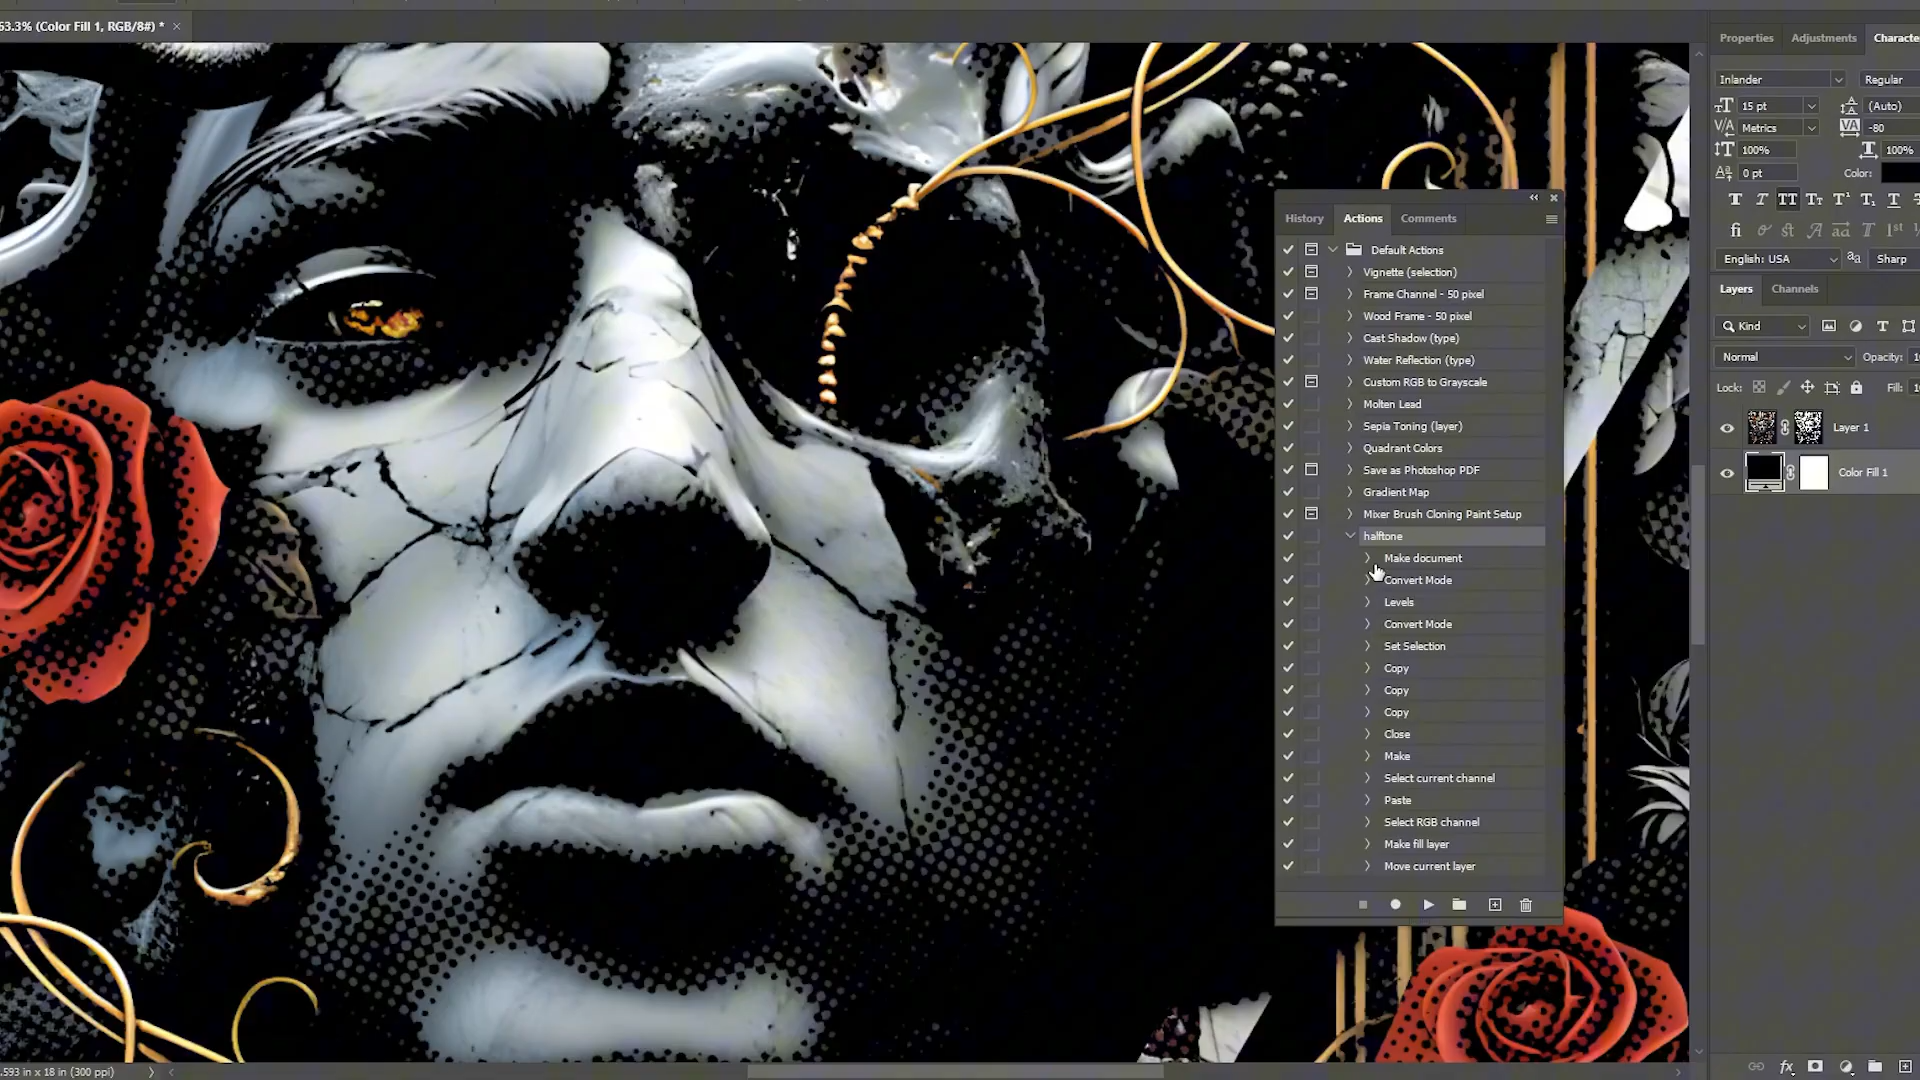 63.3% (Color Fill 1, RGB/8#) * ×
Properties Adjustments Characte
Inlander Regular
15 pt (Auto)
Metrics -80
100% 100%
0 pt Color:
English: USA Sharp
Layers Channels
Kind
Normal Opacity: 1
Lock: Fill: 1
Layer 1
Color Fill 1
History Actions Comments
Default Actions
Vignette (selection)
Frame Channel - 50 pixel
Wood Frame - 50 pixel
Cast Shadow (type)
Water Reflection (type)
Custom RGB to Grayscale
Molten Lead
Sepia Toning (layer)
Quadrant Colors
Save as Photoshop PDF
Gradient Map
Mixer Brush Cloning Paint Setup
halftone
Make document
Convert Mode
Levels
Convert Mode
Set Selection
Copy
Copy
Copy
Close
Make
Select current channel
Paste
Select RGB channel
Make fill layer
Move current layer
.593 in x 18 in (300 ppi)